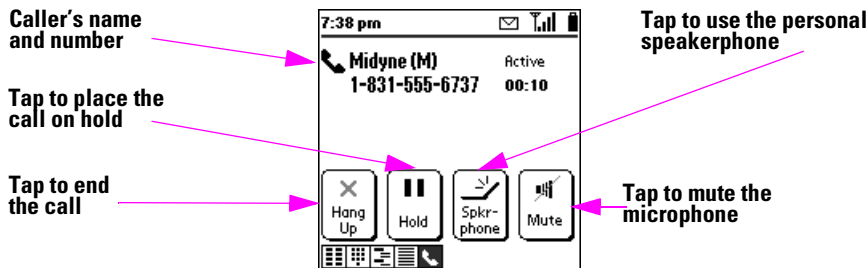 Caller's name
and number
Tap to place the
call on hold
Tap to end
the call
7:38 pm
Midyne (M)
Active
1-831-555-6737
00:10
Hang
Up
Hold
Spkr-
phone
Mute
Tap to use the personal
speakerphone
Tap to mute the
microphone